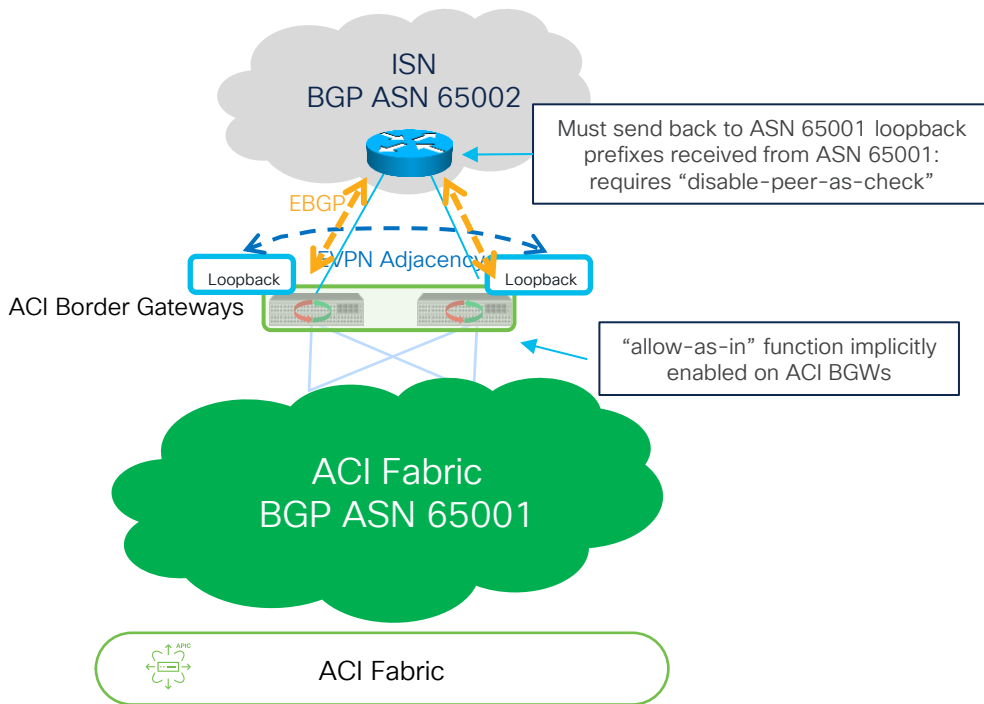 ISN
BGP ASN 65002
Must send back to ASN 65001 loopback
prefixes received from ASN 65001:
requires “disable-peer-as-check”
EBGP
EVPN Adjacency
Loopback
Loopback
ACI Border Gateways
“allow-as-in” function implicitly
enabled on ACI BGWs
ACI Fabric
BGP ASN 65001
APIC
ACI Fabric